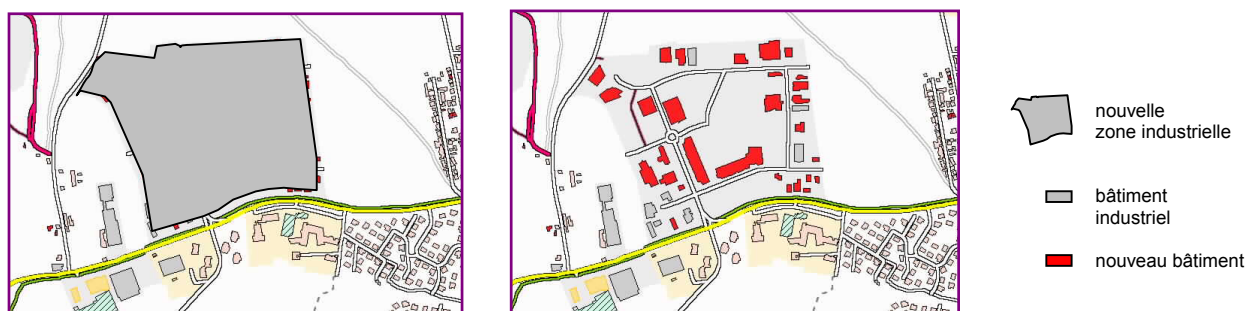 nouvelle
zone industrielle
bâtiment
industriel
nouveau bâtiment